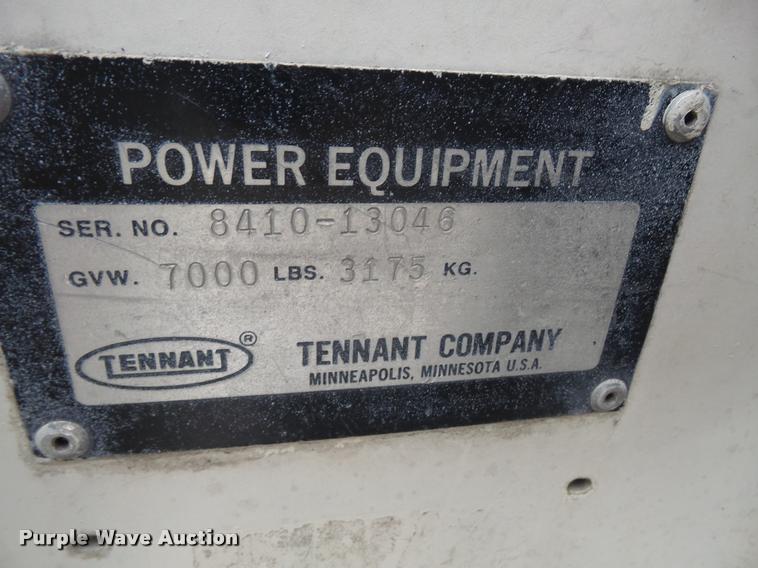 POWER EQUIPMENT
SER. NO. 8410-13046
GVW. 7000 LBS. 3175 KG.
TENNANT ® TENNANT COMPANY
MINNEAPOLIS, MINNESOTA U.S.A.
Purple Wave Auction